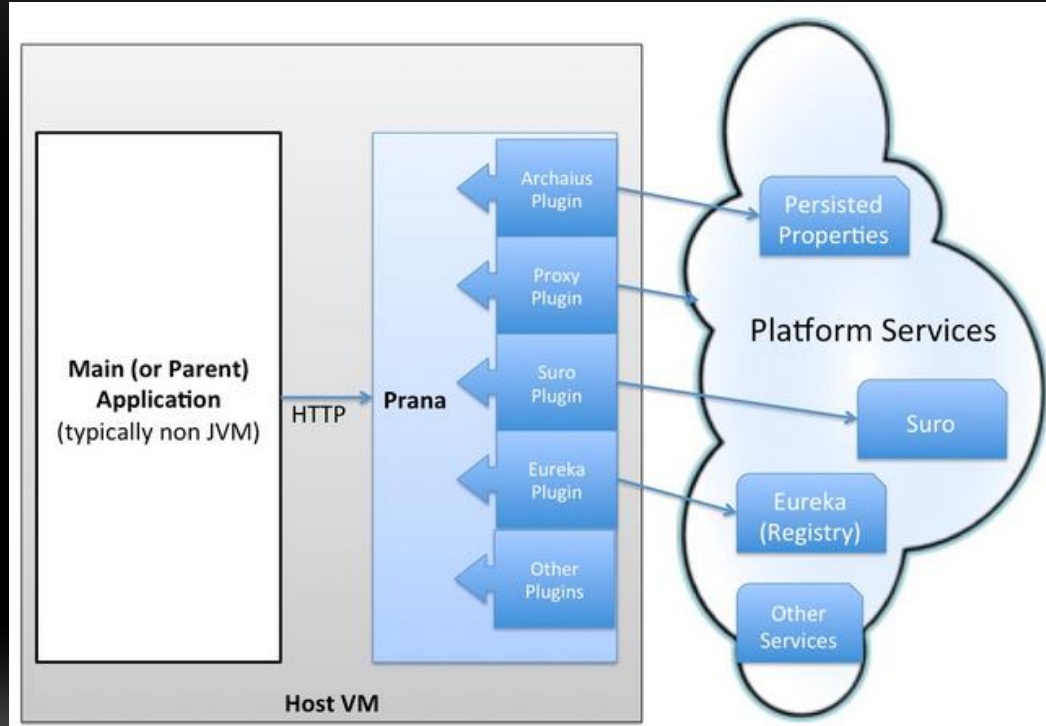 Main (or Parent)
Application
(typically non JVM)
HTTP
Prana
Archaius
Plugin
Proxy
Plugin
Suro
Plugin
Eureka
Plugin
Other
Plugins
Host VM
Persisted
Properties
Platform Services
Suro
Eureka
(Registry)
Other
Services